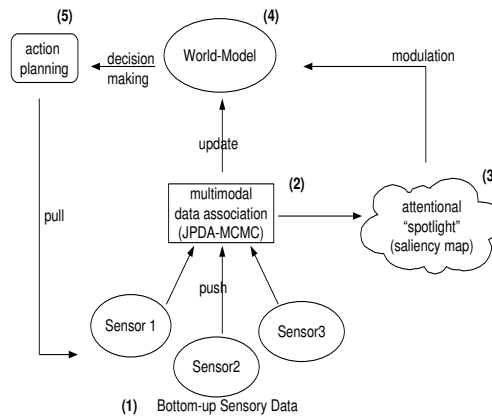 (5)
(4)
action
planning
decision
making
World-Model
modulation
update
(2)
(3
multimodal
data association
(JPDA-MCMC)
attentional
“spotlight”
(saliency map)
pull
push
Sensor 1
Sensor3
Sensor2
(1) Bottom-up Sensory Data